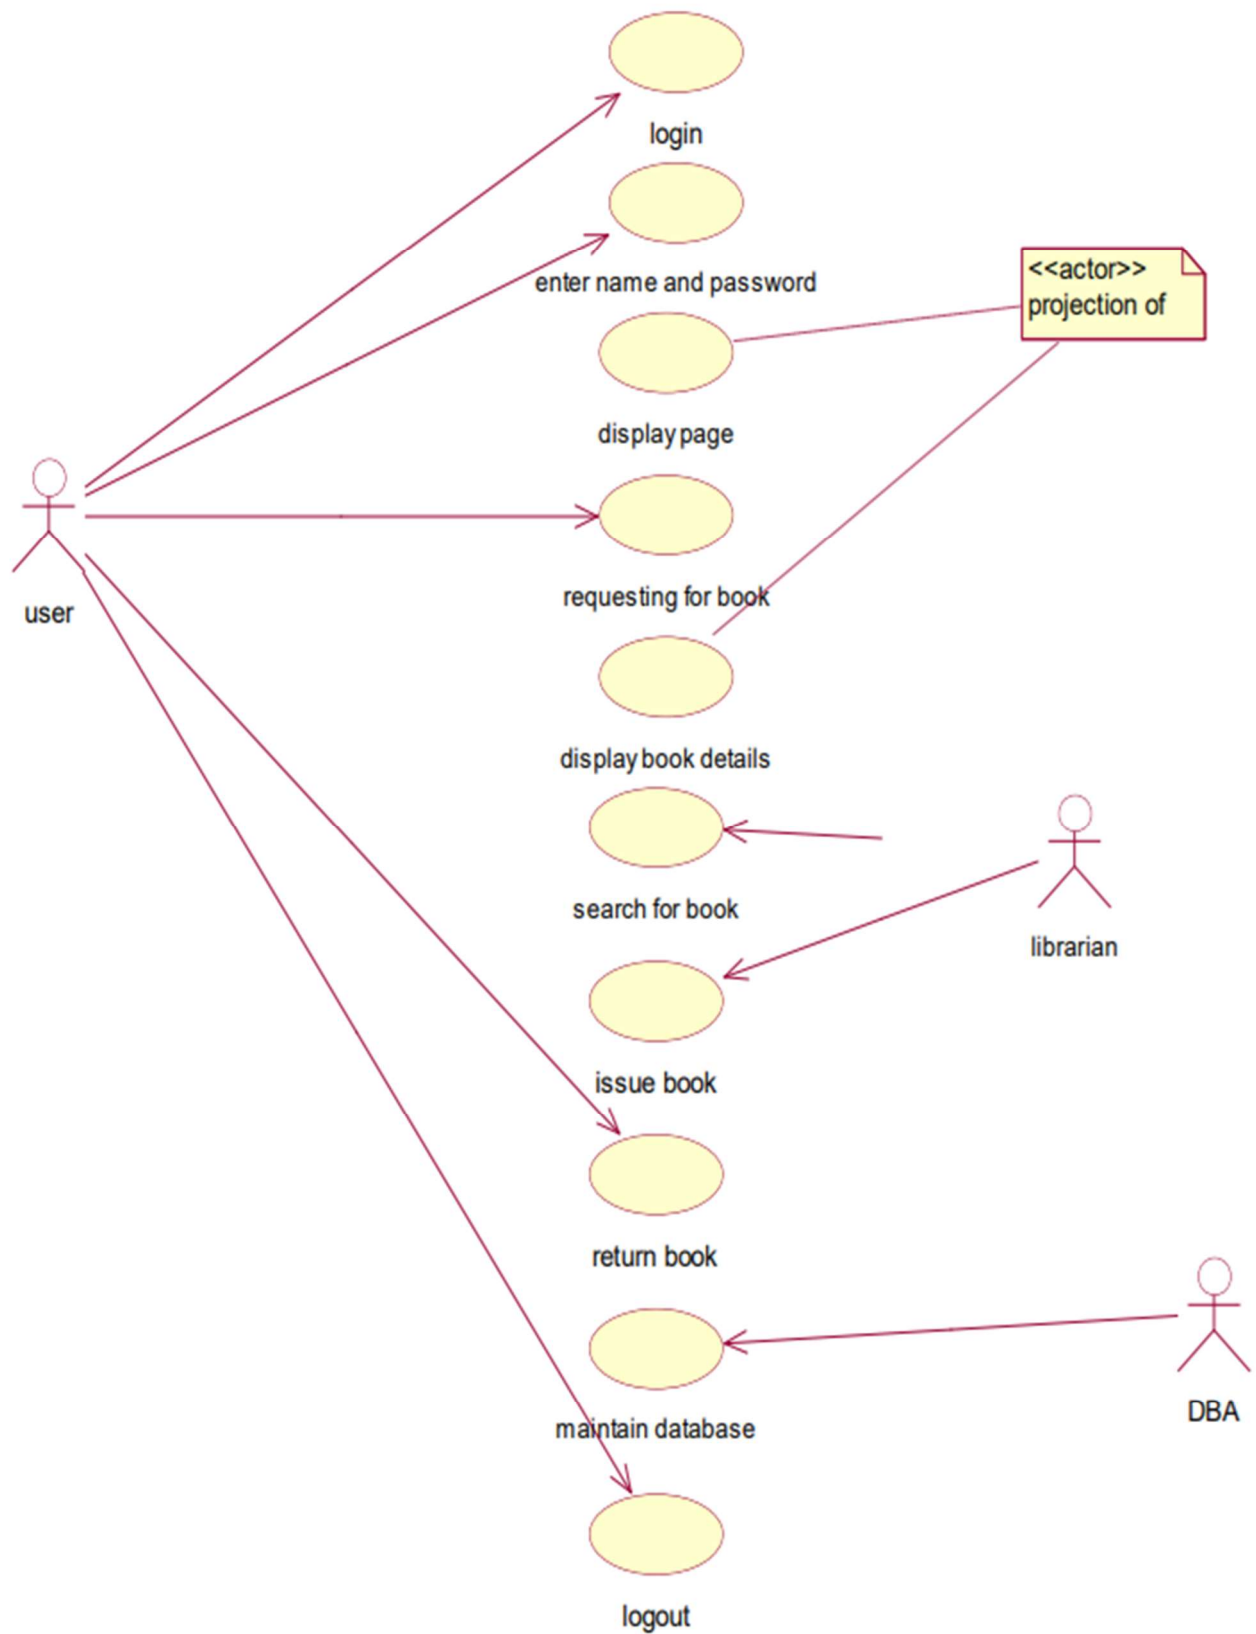 login
enter name and password
<<actor>>
projection of
display page
user
requesting for book
display book details
search for book
librarian
issue book
return book
DBA
maintain database
logout